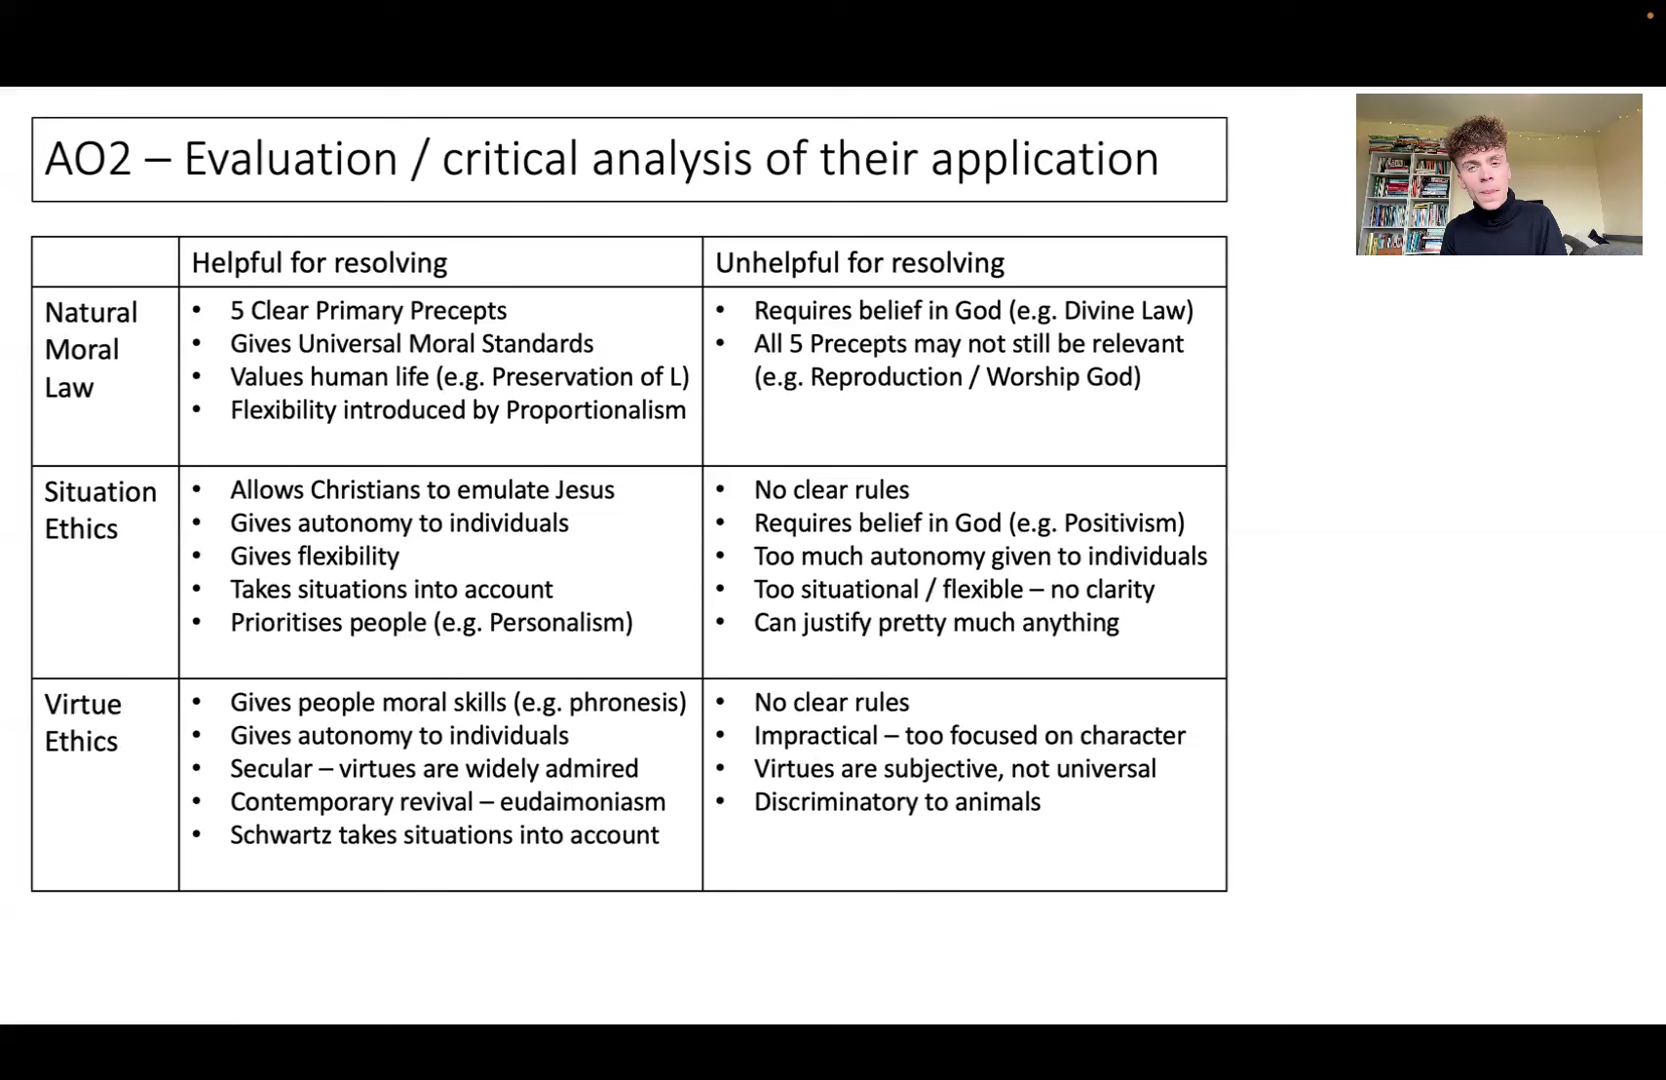 AO2 – Evaluation / critical analysis of their application
Helpful for resolving
Unhelpful for resolving
Natural
Moral
Law
• 5 Clear Primary Precepts
• Gives Universal Moral Standards
• Values human life (e.g. Preservation of L)
• Flexibility introduced by Proportionalism
• Requires belief in God (e.g. Divine Law)
• All 5 Precepts may not still be relevant
(e.g. Reproduction / Worship God)
Situation
Ethics
• Allows Christians to emulate Jesus
• Gives autonomy to individuals
• Gives flexibility
• Takes situations into account
• Prioritises people (e.g. Personalism)
• No clear rules
• Requires belief in God (e.g. Positivism)
• Too much autonomy given to individuals
• Too situational / flexible – no clarity
• Can justify pretty much anything
Virtue
Ethics
• Gives people moral skills (e.g. phronesis)
• Gives autonomy to individuals
• Secular – virtues are widely admired
• Contemporary revival – eudaimoniasm
• Schwartz takes situations into account
• No clear rules
• Impractical – too focused on character
• Virtues are subjective, not universal
• Discriminatory to animals